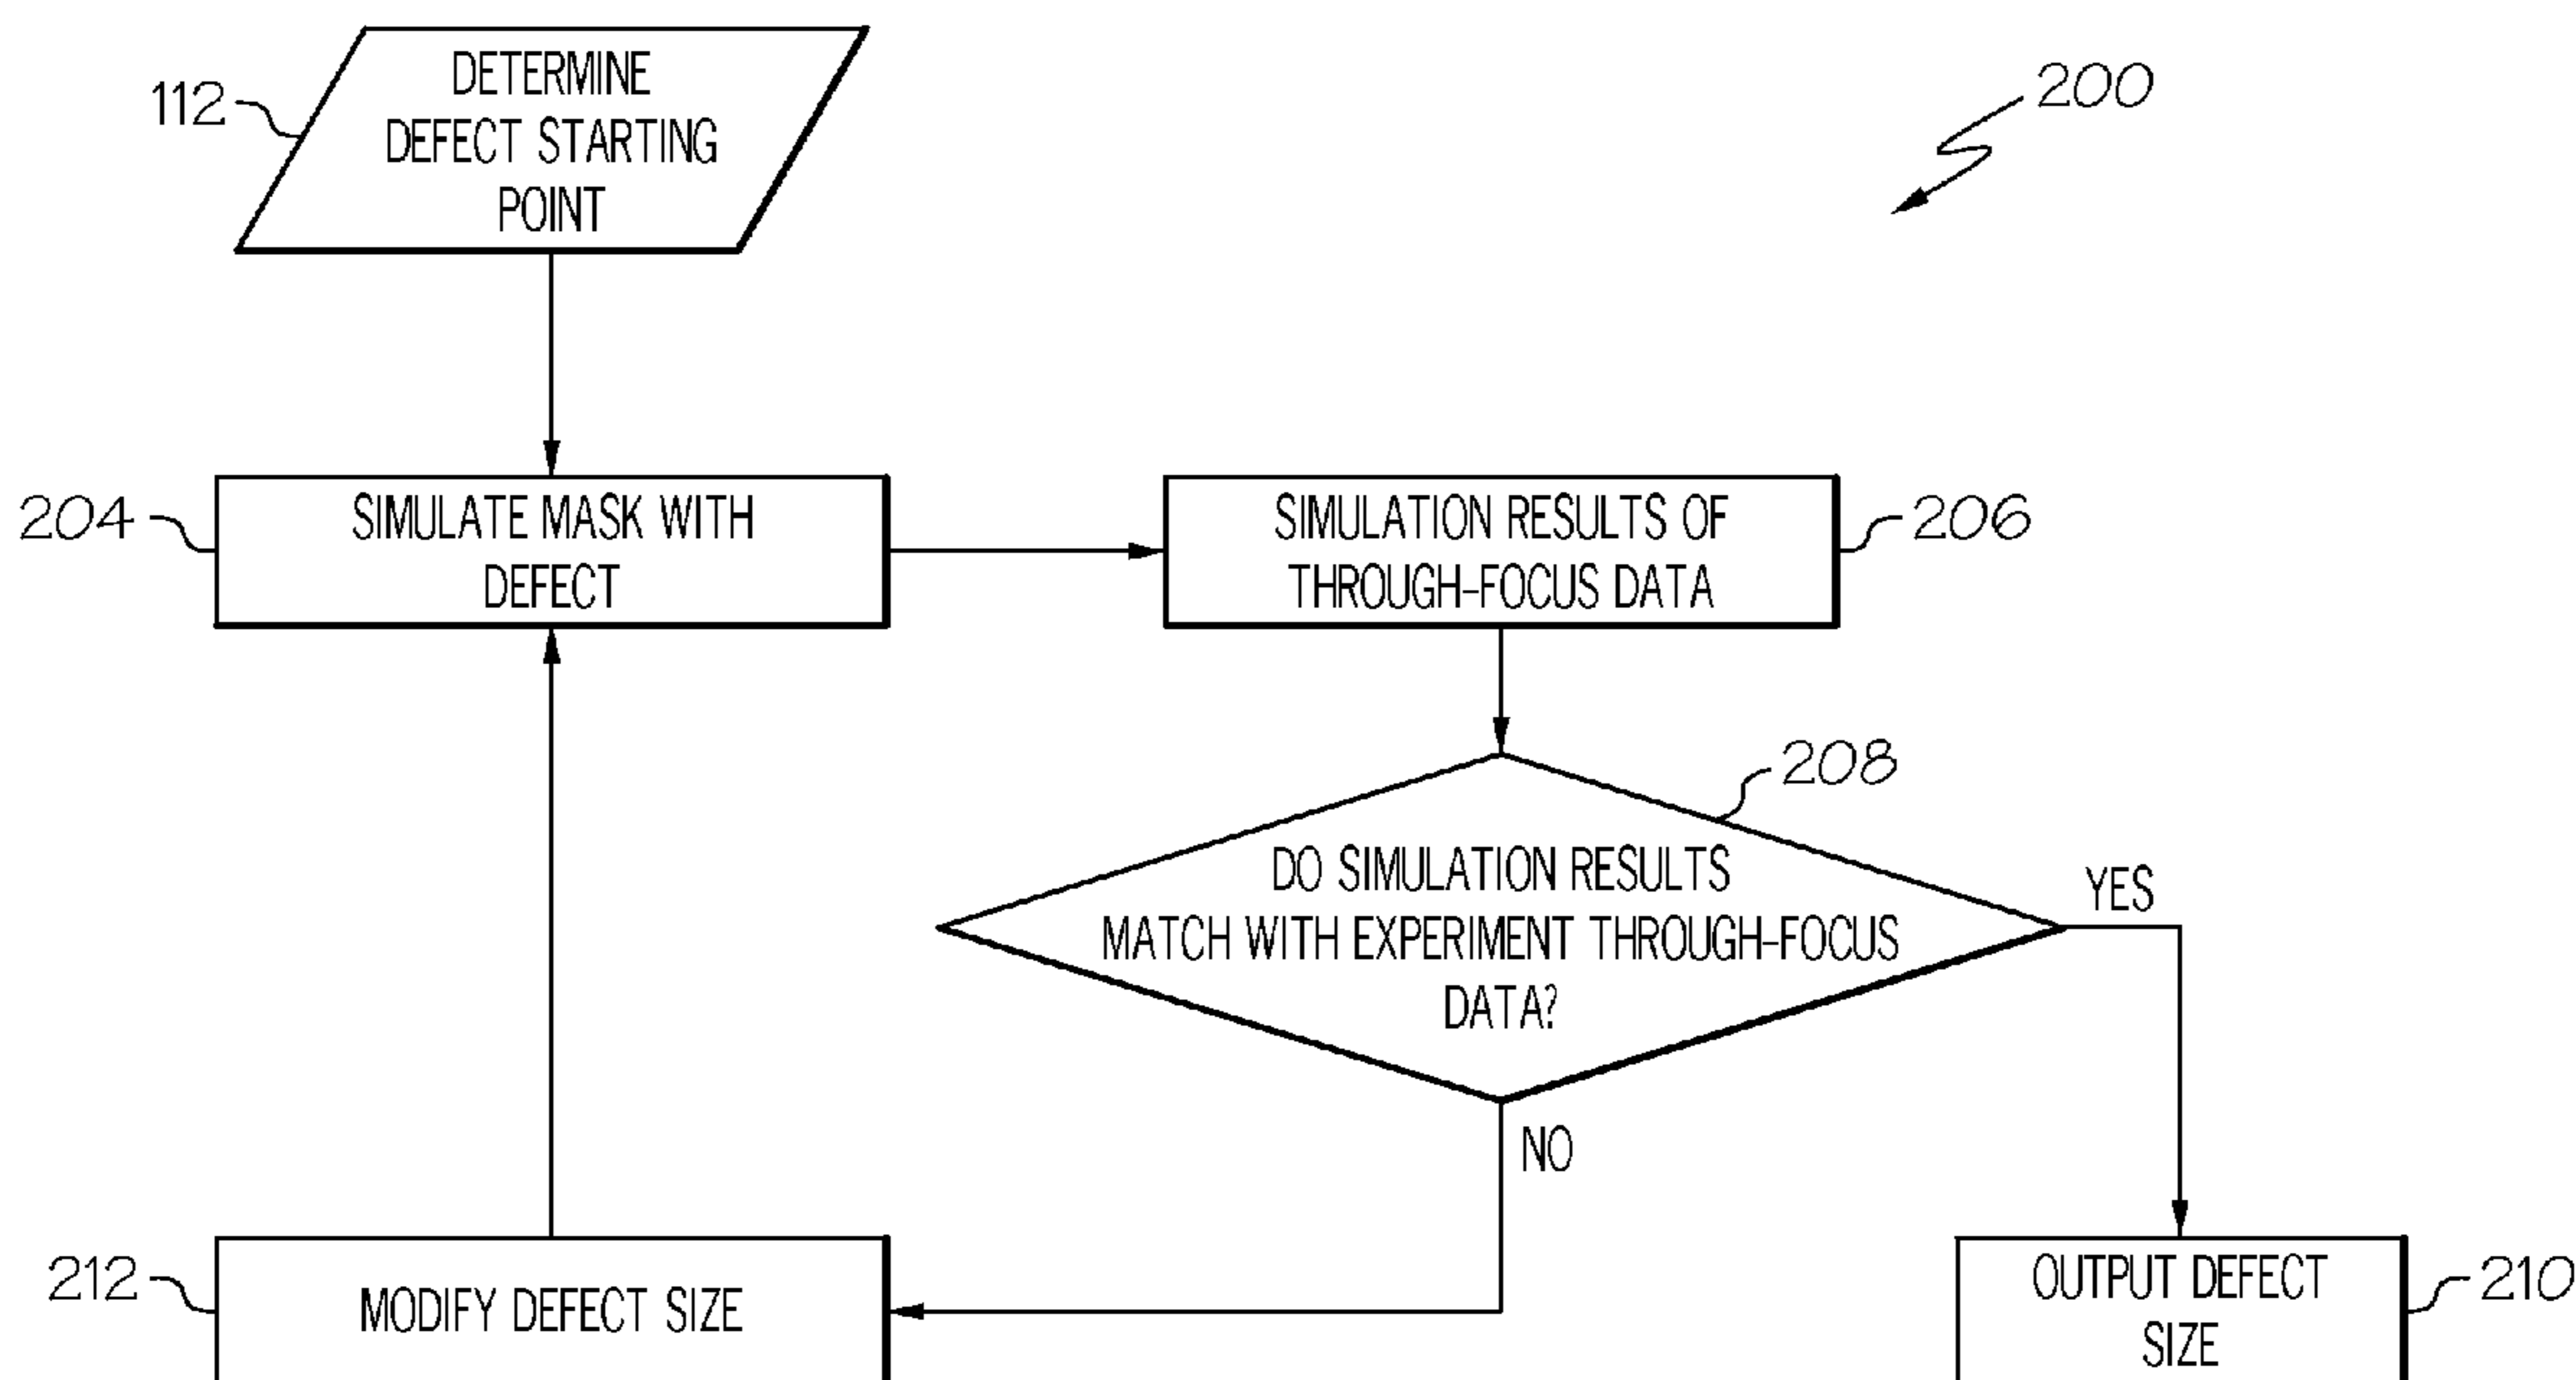 DETERMINE
DEFECT STARTING
POINT
112
200
204
SIMULATE MASK WITH
DEFECT
SIMULATION RESULTS OF
THROUGH-FOCUS DATA
206
208
DO SIMULATION RESULTS
MATCH WITH EXPERIMENT THROUGH-FOCUS
DATA?
YES
NO
212
MODIFY DEFECT SIZE
OUTPUT DEFECT
SIZE
210